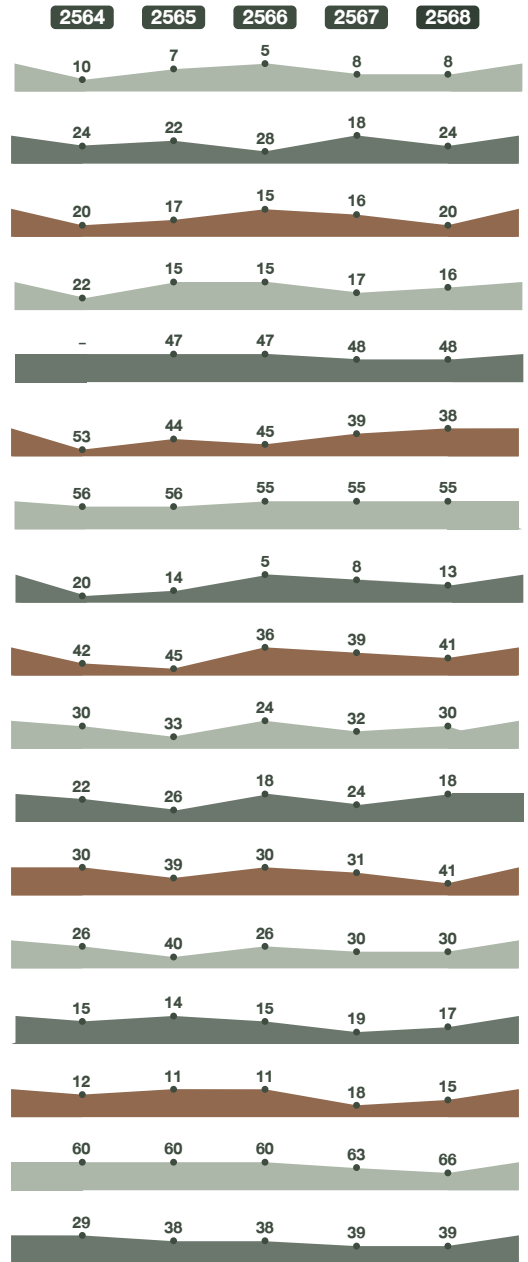 2564 2565 2566 2567 2568
10 7 5 8 8
24 22 28 18 24
20 17 15 16 20
22 15 15 17 16
– 47 47 48 48
53 44 45 39 38
56 56 55 55 55
20 14 5 8 13
42 45 36 39 41
30 33 24 32 30
22 26 18 24 18
30 39 30 31 41
26 40 26 30 30
15 14 15 19 17
12 11 11 18 15
60 60 60 63 66
29 38 38 39 39